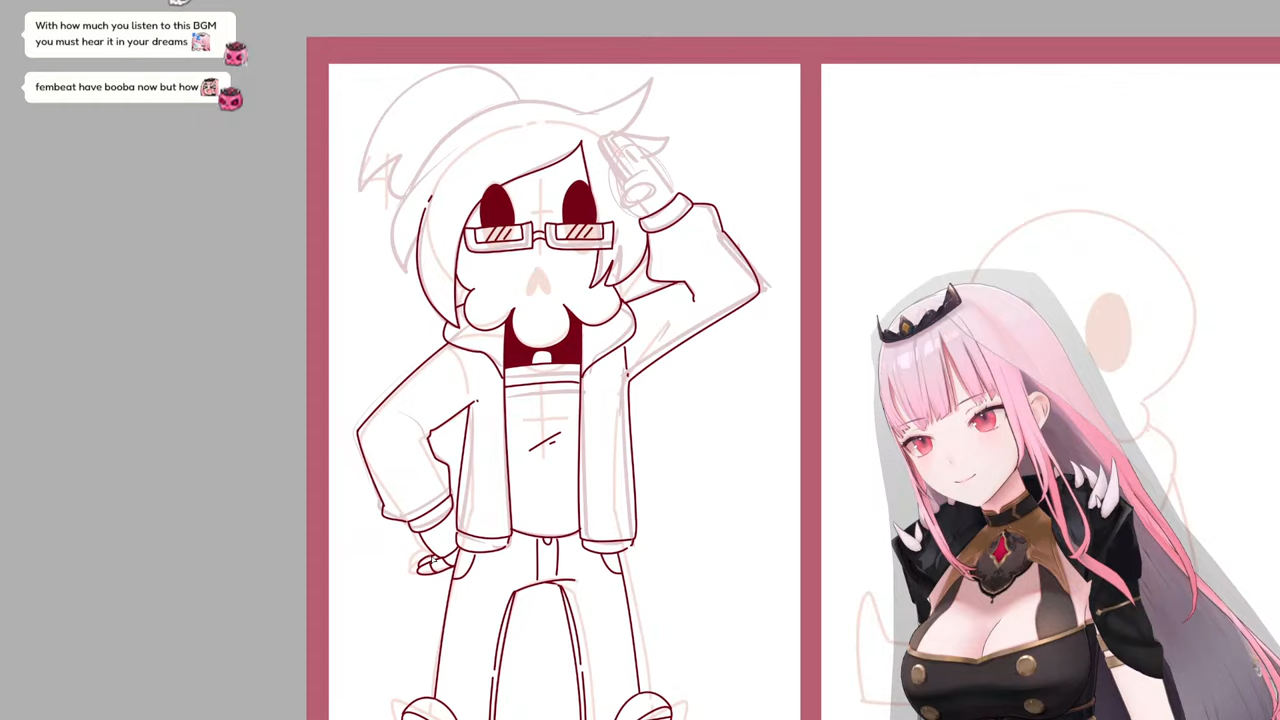 With how much you listen to this BGM
you must hear it in your dreams
fembeat have booba now but how